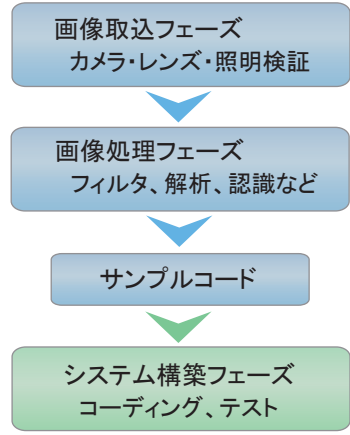 画像取込フェーズ
カメラ・レンズ・照明検証
画像処理フェーズ
フィルタ、解析、認識など
サンプルコード
システム構築フェーズ
コーディング、テスト